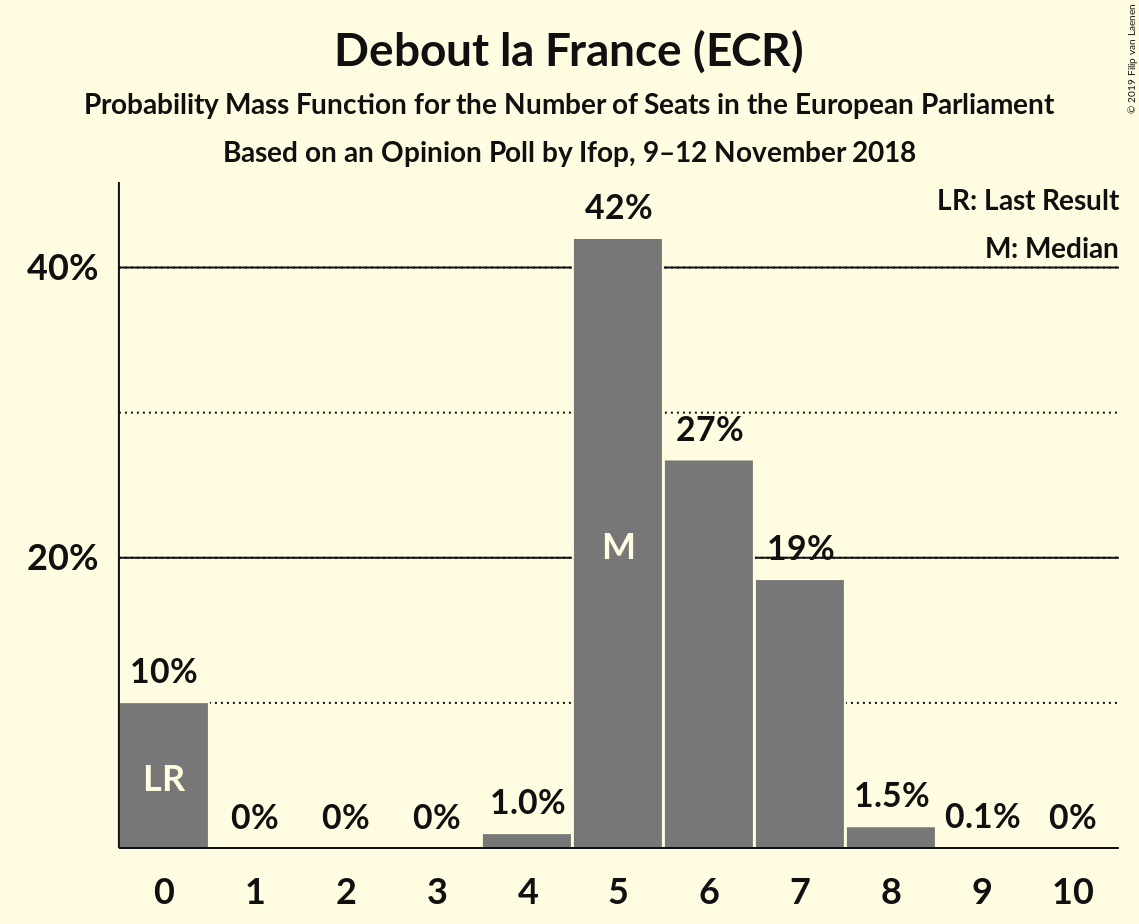 Debout la France (ECR)
Probability Mass Function for the Number of Seats in the European Parliament
Based on an Opinion Poll by Ifop, 9–12 November 2018
© 2019 Filip van Laenen
LR: Last Result
M: Median
40%
20%
10%
0%
0%
0%
1.0%
42%
27%
19%
1.5%
0.1%
0%
LR
M
0 1 2 3 4 5 6 7 8 9 10